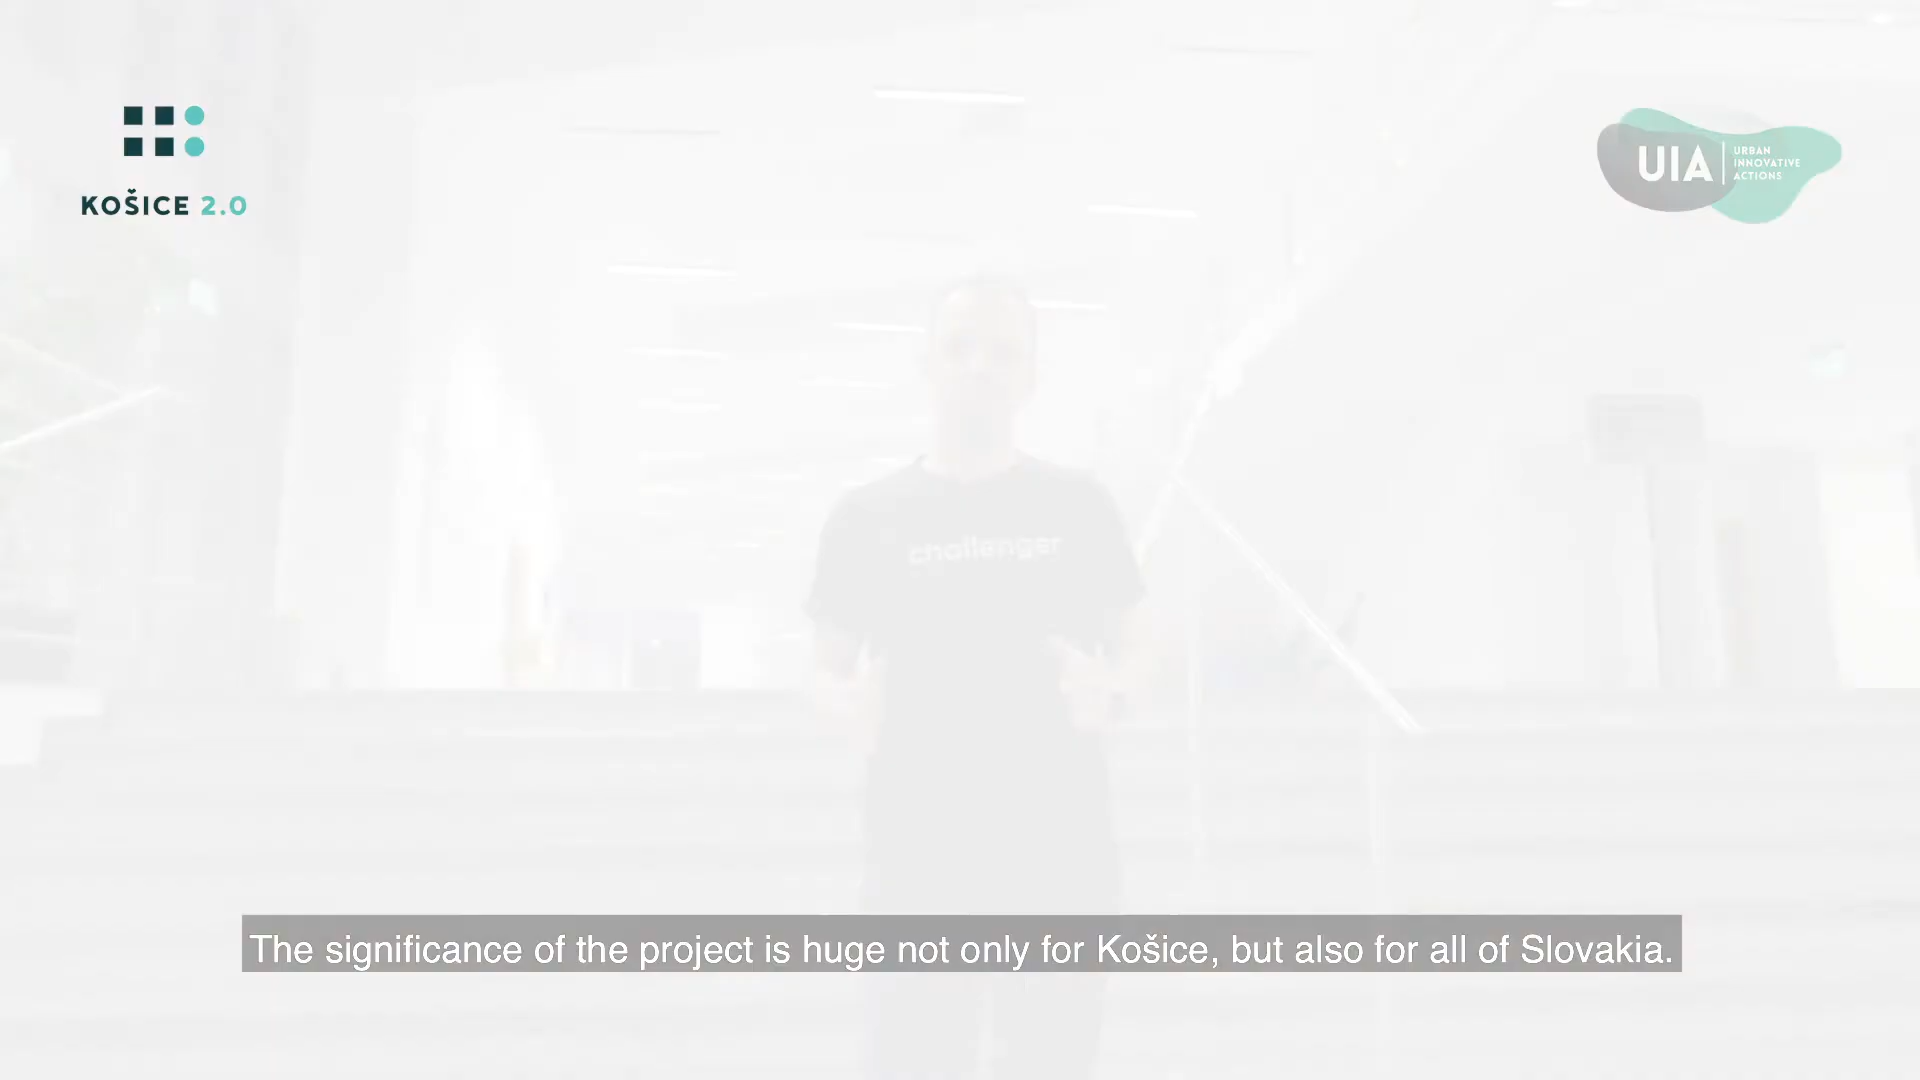 KOŠICE 2.0
UIA
URBAN
INNOVATIVE
ACTIONS
challenger
The significance of the project is huge not only for Košice, but also for all of Slovakia.